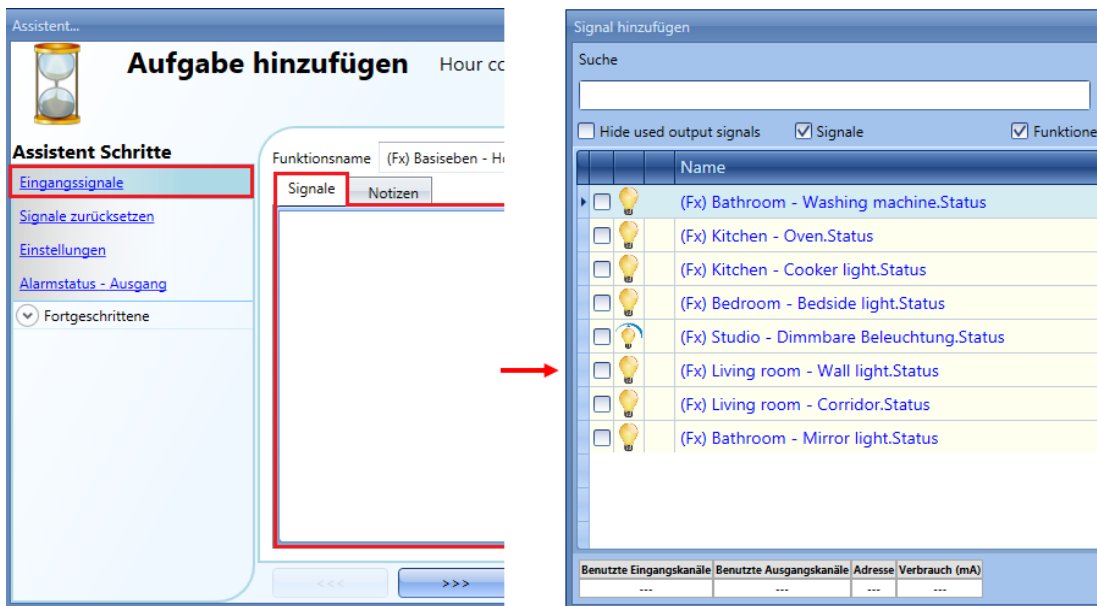 Assistent...
Aufgabe hinzufügen Hour co
Assistent Schritte
Eingangssignale
Signale zurücksetzen
Einstellungen
Alarmstatus - Ausgang
Fortgeschrittene
Funktionsname (Fx) Basiseben - Ho
Signale Notizen
<<< >>>
Signal hinzufügen
Suche
Hide used output signals Signale Funktione
Name
(Fx) Bathroom - Washing machine.Status
(Fx) Kitchen - Oven.Status
(Fx) Kitchen - Cooker light.Status
(Fx) Bedroom - Bedside light.Status
(Fx) Studio - Dimmbare Beleuchtung.Status
(Fx) Living room - Wall light.Status
(Fx) Living room - Corridor.Status
(Fx) Bathroom - Mirror light.Status
Benutzte Eingangskanäle Benutzte Ausgangskanäle Adresse Verbrauch (mA)
--- --- --- ---